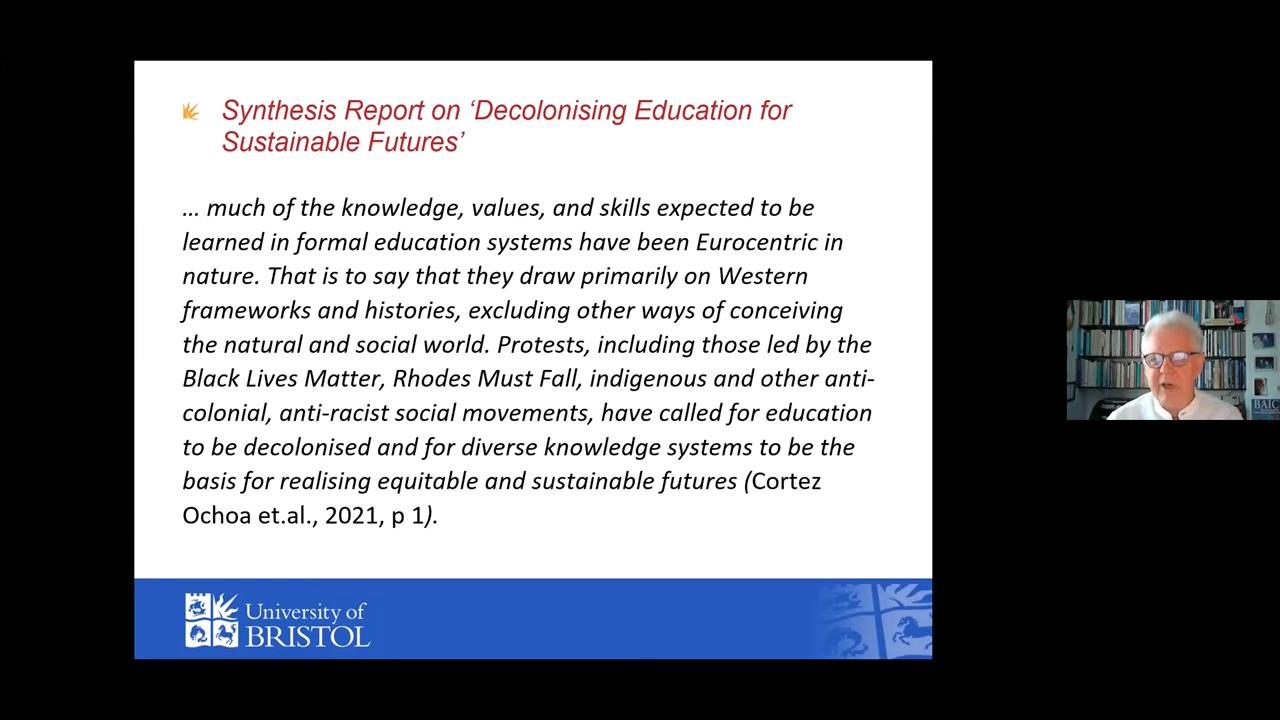 Synthesis Report on ‘Decolonising Education for
Sustainable Futures’
… much of the knowledge, values, and skills expected to be
learned in formal education systems have been Eurocentric in
nature. That is to say that they draw primarily on Western
frameworks and histories, excluding other ways of conceiving
the natural and social world. Protests, including those led by the
Black Lives Matter, Rhodes Must Fall, indigenous and other anti-
colonial, anti-racist social movements, have called for education
to be decolonised and for diverse knowledge systems to be the
basis for realising equitable and sustainable futures (Cortez
Ochoa et.al., 2021, p 1).
University of
BRISTOL
BAIC